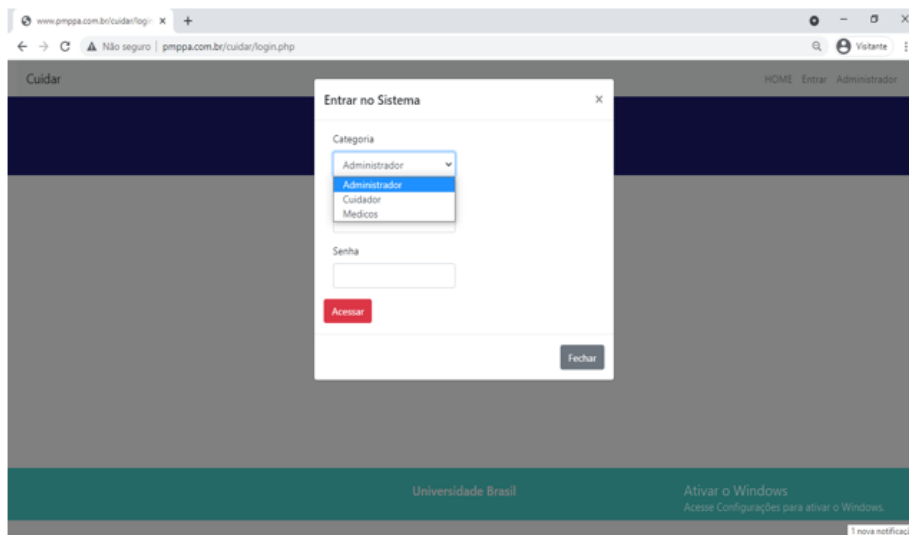 www.pmppa.com.br/cuidar/login
Não seguro | pmppa.com.br/cuidar/login.php
Visitante
Cuidar
HOME Entrar Administrador
Entrar no Sistema
Categoria
Administrador
Administrador
Cuidador
Medicos
Senha
Acessar
Fechar
Universidade Brasil
Ativar o Windows
Acesse Configurações para ativar o Windows.
1 nova notificaç